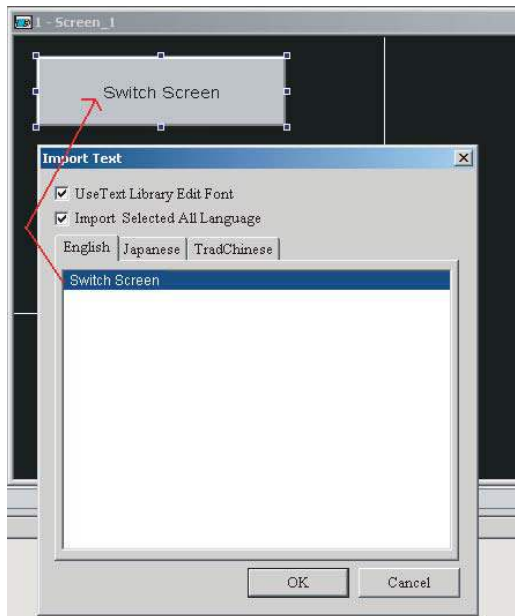 1 - Screen_1
Switch Screen
Import Text
UseText Library Edit Font
Import Selected All Language
English Japanese TradChinese
Switch Screen
OK Cancel